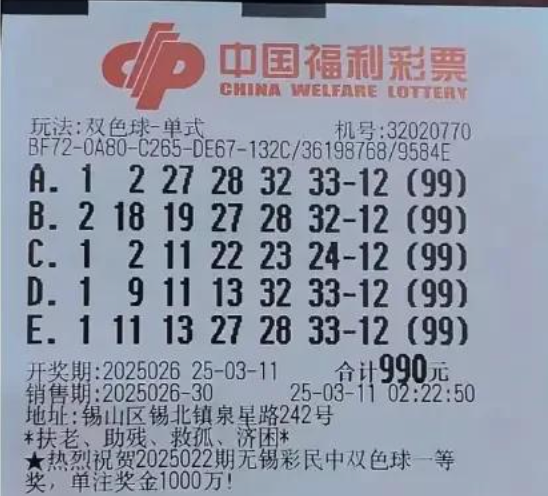 中国福利彩票
CHINA WELFARE LOTTERY
玩法:双色球-单式 机号:32020770
BF72-0A80-C265-DE67-132C/36198768/9584E
A. 1 2 27 28 32 33-12 (99)
B. 2 18 19 27 28 32-12 (99)
C. 1 2 11 22 23 24-12 (99)
D. 1 9 11 13 32 33-12 (99)
E. 1 11 13 27 28 33-12 (99)
开奖期:2025026 25-03-11 合计990元
销售期:2025026-30 25-03-11 02:22:50
地址:锡山区锡北镇泉星路242号
*扶老、助残、救孤、济困*
★热烈祝贺2025022期无锡彩民中双色球一等
奖，单注奖金1000万!